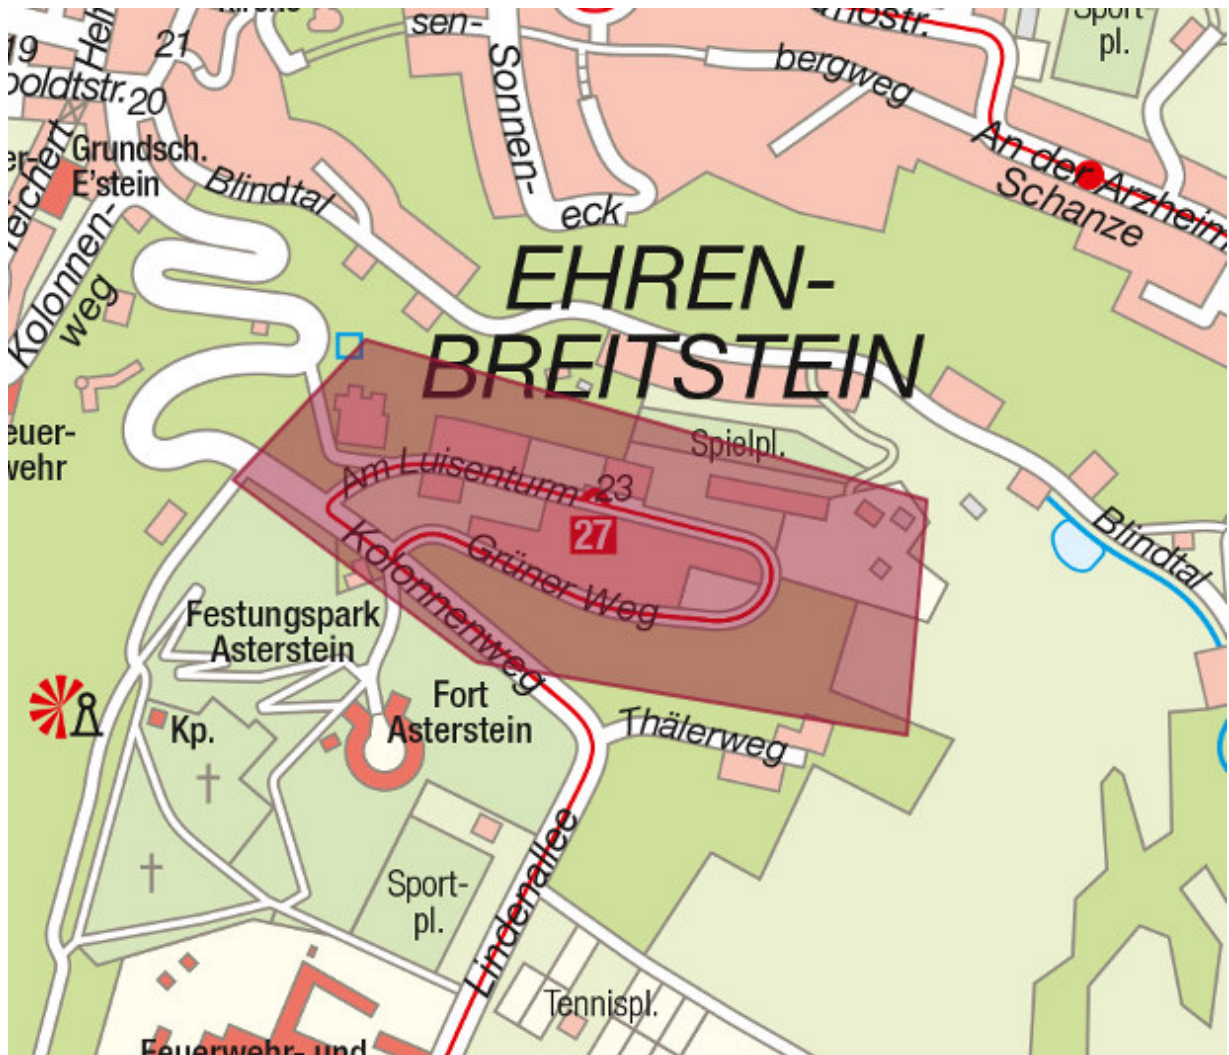 Sport-
pl.
sen-
21
19
poldtstr.
20
Sonnen-
eck
bergweg
An der Arzheim
Schanze
Grundsch.
E'stein
Blindtal
Kolonnen-
weg
EHREN-
BREITSTEIN
euer-
wehr
Spielpl.
Am Luisenturm
23
27
Grüner Weg
Kolonnenweg
Blindtal
Festungspark
Asterstein
Fort
Asterstein
Kp.
Thälerweg
Lindenallee
Sport-
pl.
Tennispl.
Feuerwehr- und